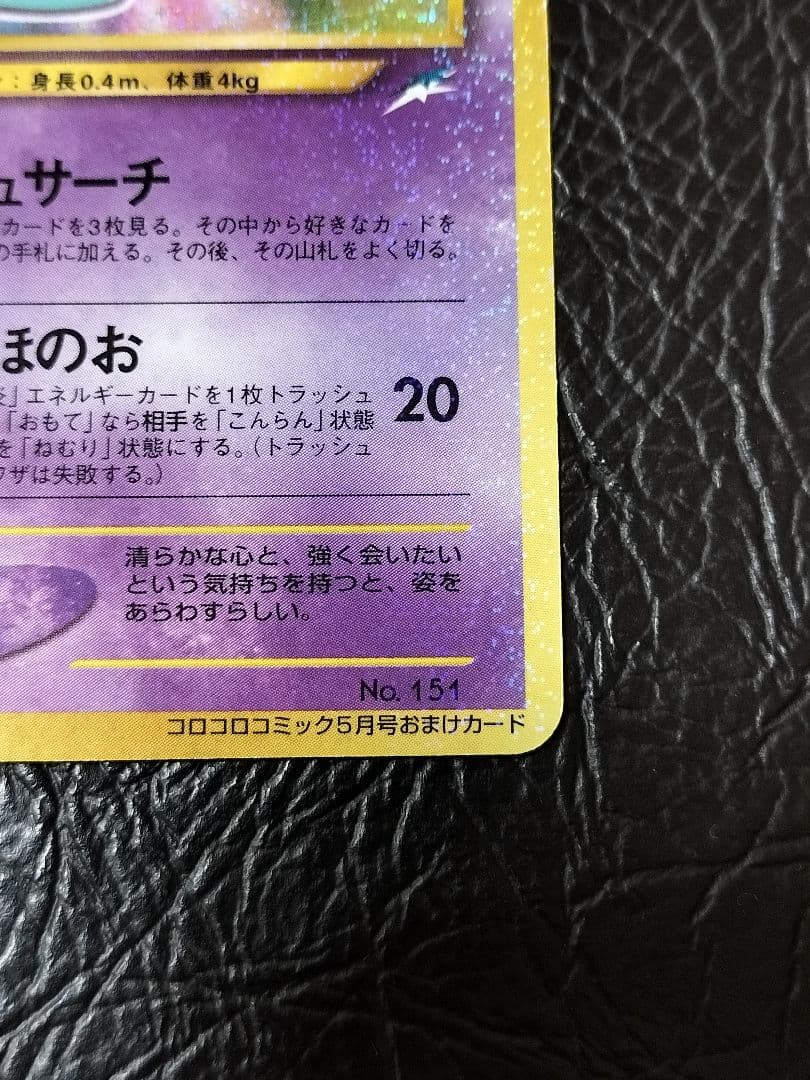 ：身長0.4m、体重4kg
ュサーチ
カードを3枚見る。その中から好きなカードを
の手札に加える。その後、その山札をよく切る。
ほのお
炎」エネルギーカードを1枚トラッシュ
20
「おもて」なら相手を「こんらん」状態
を「ねむり」状態にする。（トラッシュ
ワザは失敗する。）
清らかな心と、強く会いたい
という気持ちを持つと、姿を
あらわすらしい。
No. 151
コロコロコミック5月号おまけカード